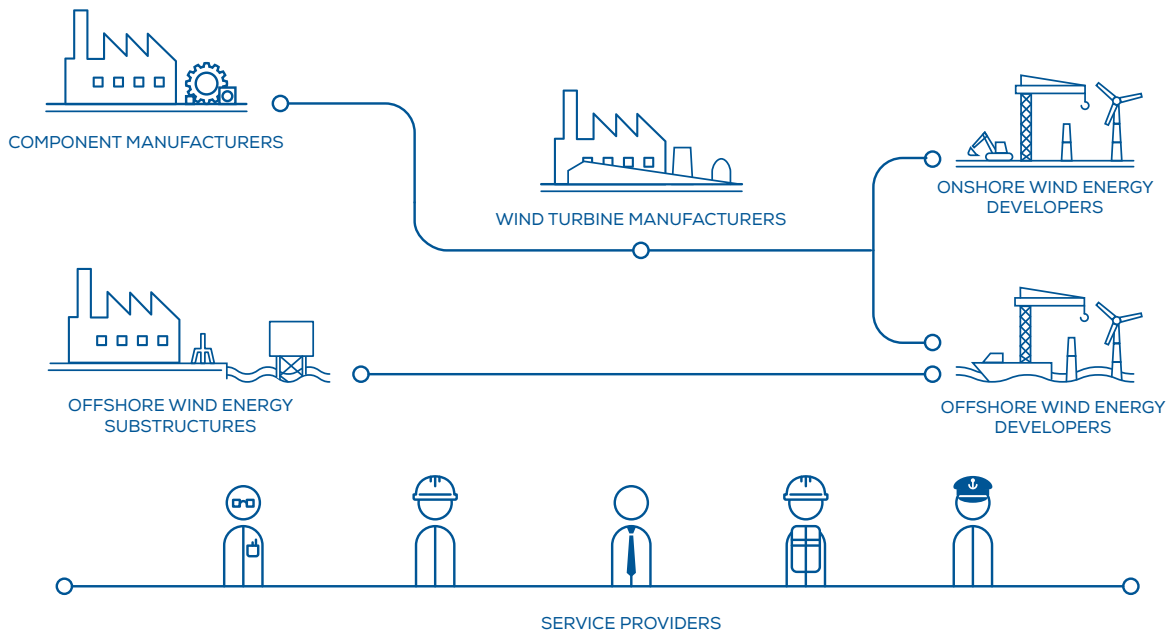 COMPONENT MANUFACTURERS
WIND TURBINE MANUFACTURERS
ONSHORE WIND ENERGY
DEVELOPERS
OFFSHORE WIND ENERGY
SUBSTRUCTURES
OFFSHORE WIND ENERGY
DEVELOPERS
SERVICE PROVIDERS